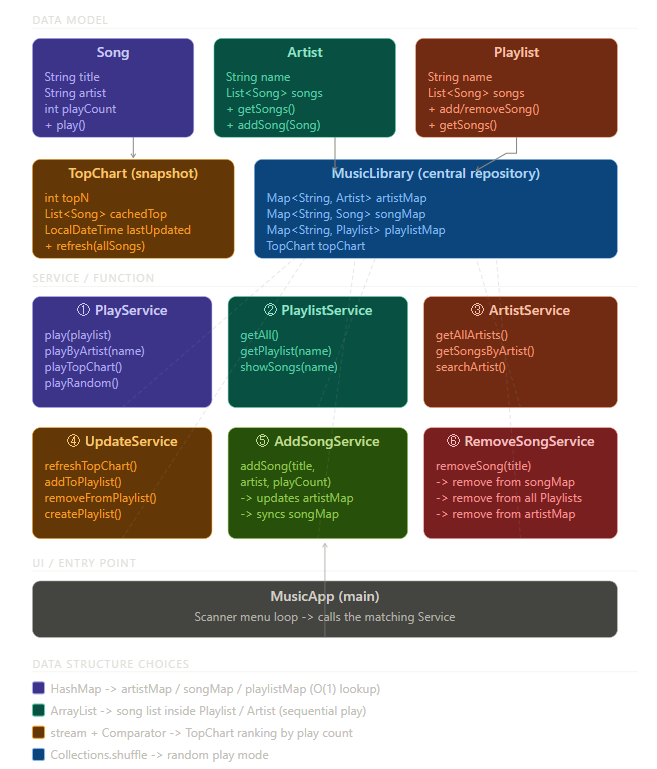 DATA MODEL
Song
String title
String artist
int playCount
+ play()
Artist
String name
List<Song> songs
+ getSongs()
+ addSong(Song)
Playlist
String name
List<Song> songs
+ add/removeSong()
+ getSongs()
TopChart (snapshot)
int topN
List<Song> cachedTop
LocalDateTime lastUpdated
+ refresh(allSongs)
MusicLibrary (central repository)
Map<String, Artist> artistMap
Map<String, Song> songMap
Map<String, Playlist> playlistMap
TopChart topChart
SERVICE / FUNCTION
① PlayService
play(playlist)
playByArtist(name)
playTopChart()
playRandom()
② PlaylistService
getAll()
getPlaylist(name)
showSongs(name)
③ ArtistService
getAllArtists()
getSongsByArtist()
searchArtist()
④ UpdateService
refreshTopChart()
addToPlaylist()
removeFromPlaylist()
createPlaylist()
⑤ AddSongService
addSong(title,
artist, playCount)
-> updates artistMap
-> syncs songMap
⑥ RemoveSongService
removeSong(title)
-> remove from songMap
-> remove from all Playlists
-> remove from artistMap
UI / ENTRY POINT
MusicApp (main)
Scanner menu loop -> calls the matching Service
DATA STRUCTURE CHOICES
HashMap -> artistMap / songMap / playlistMap (O(1) lookup)
ArrayList -> song list inside Playlist / Artist (sequential play)
stream + Comparator -> TopChart ranking by play count
Collections.shuffle -> random play mode